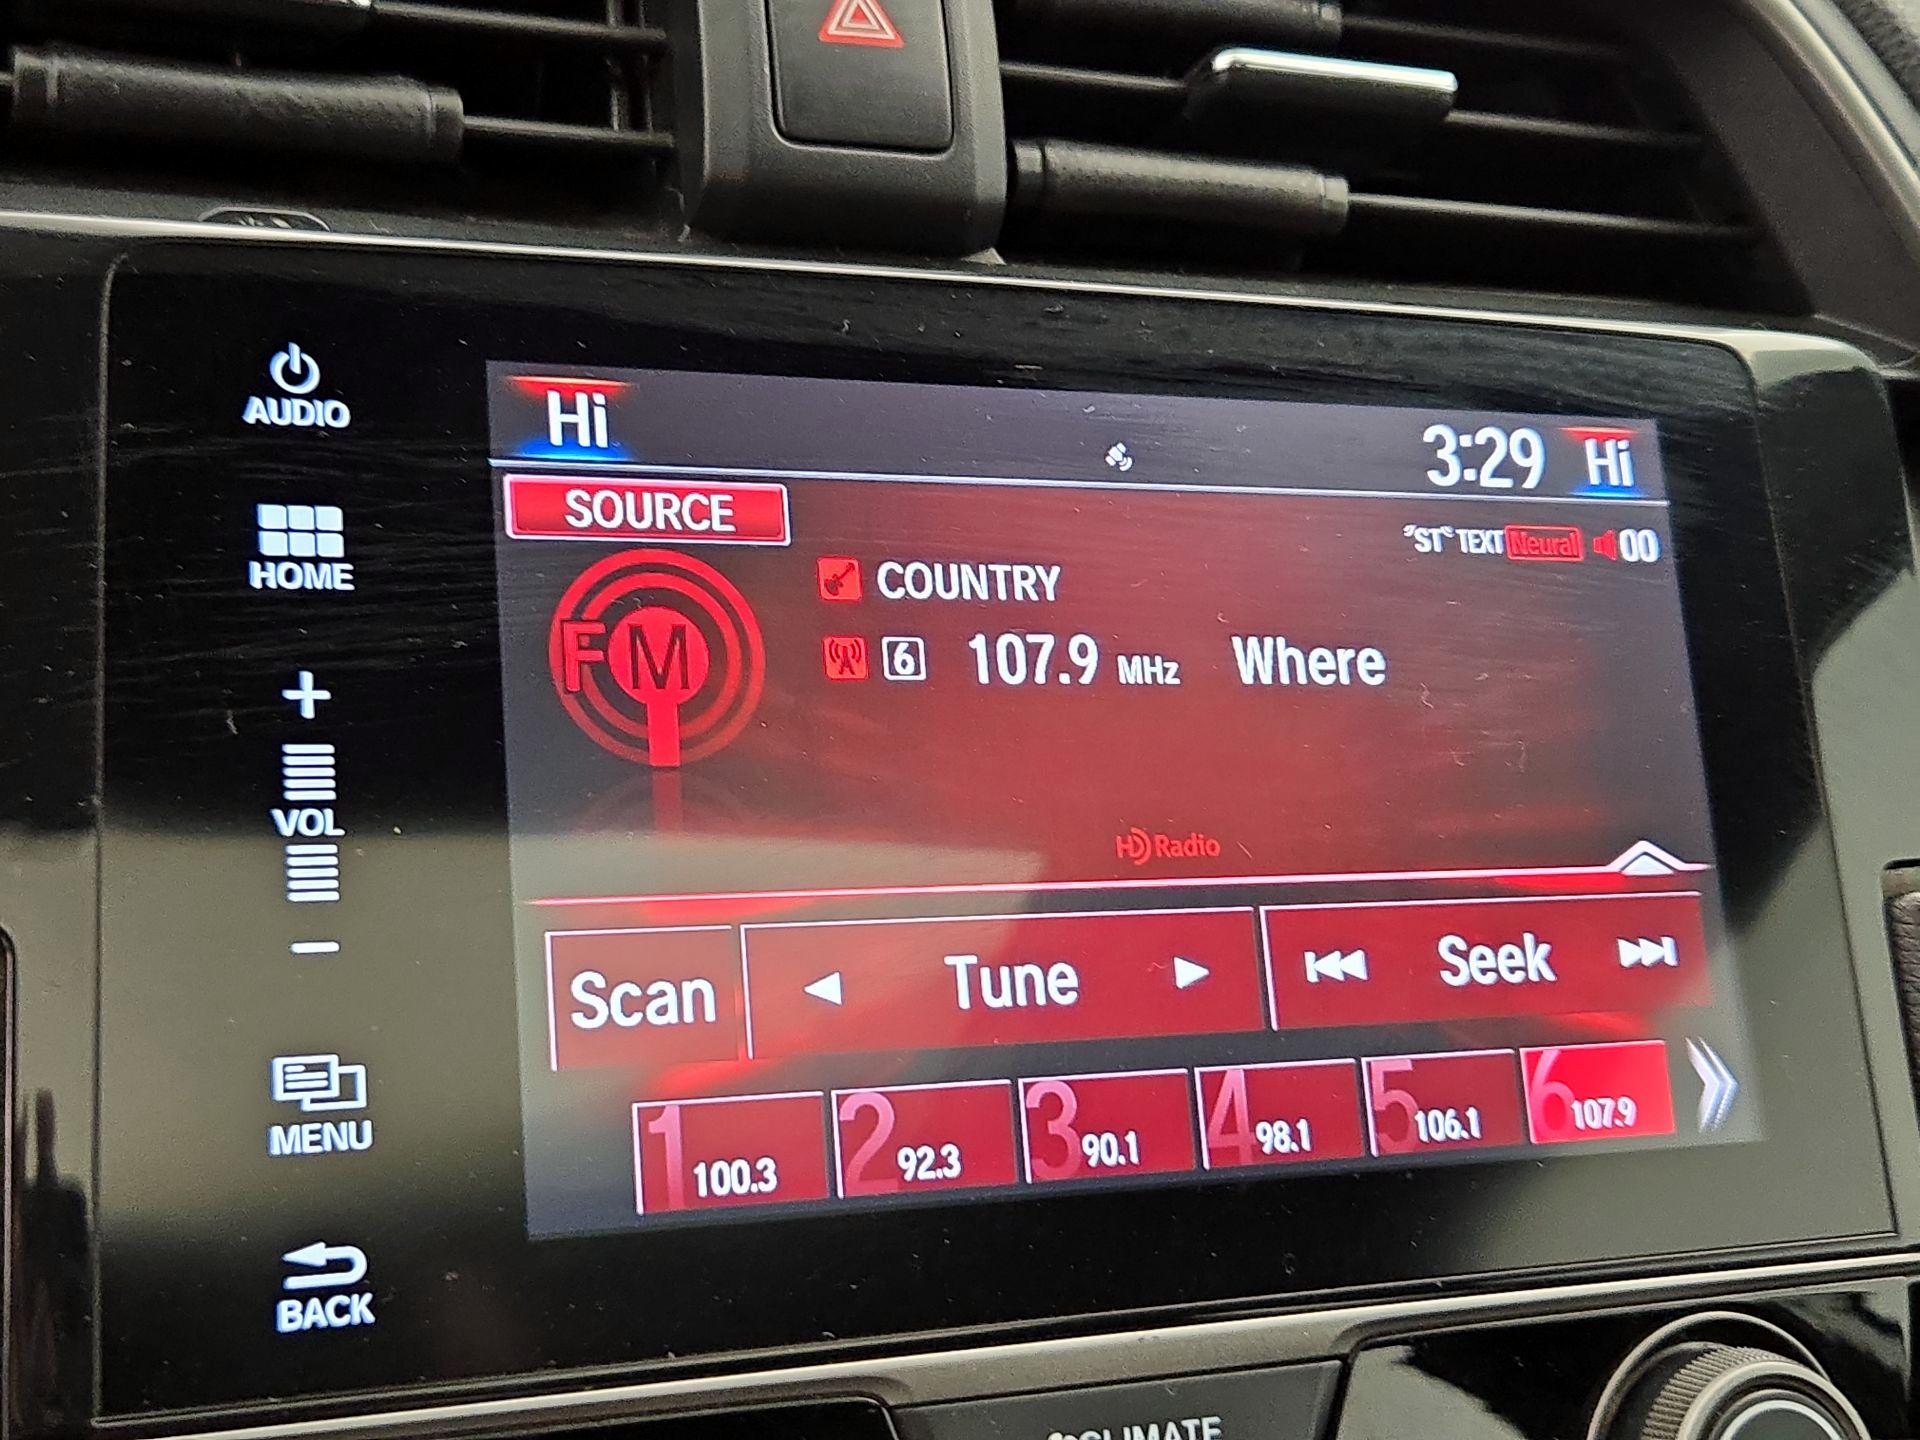 AUDIO
HOME
+
VOL
-
MENU
BACK
Hi
3:29 Hi
SOURCE
"ST" TEXT Neural 00
FM
COUNTRY
6 107.9 MHz Where
HD Radio
Scan Tune Seek
1 100.3 2 92.3 3 90.1 4 98.1 5 106.1 6 107.9
CLIMATE